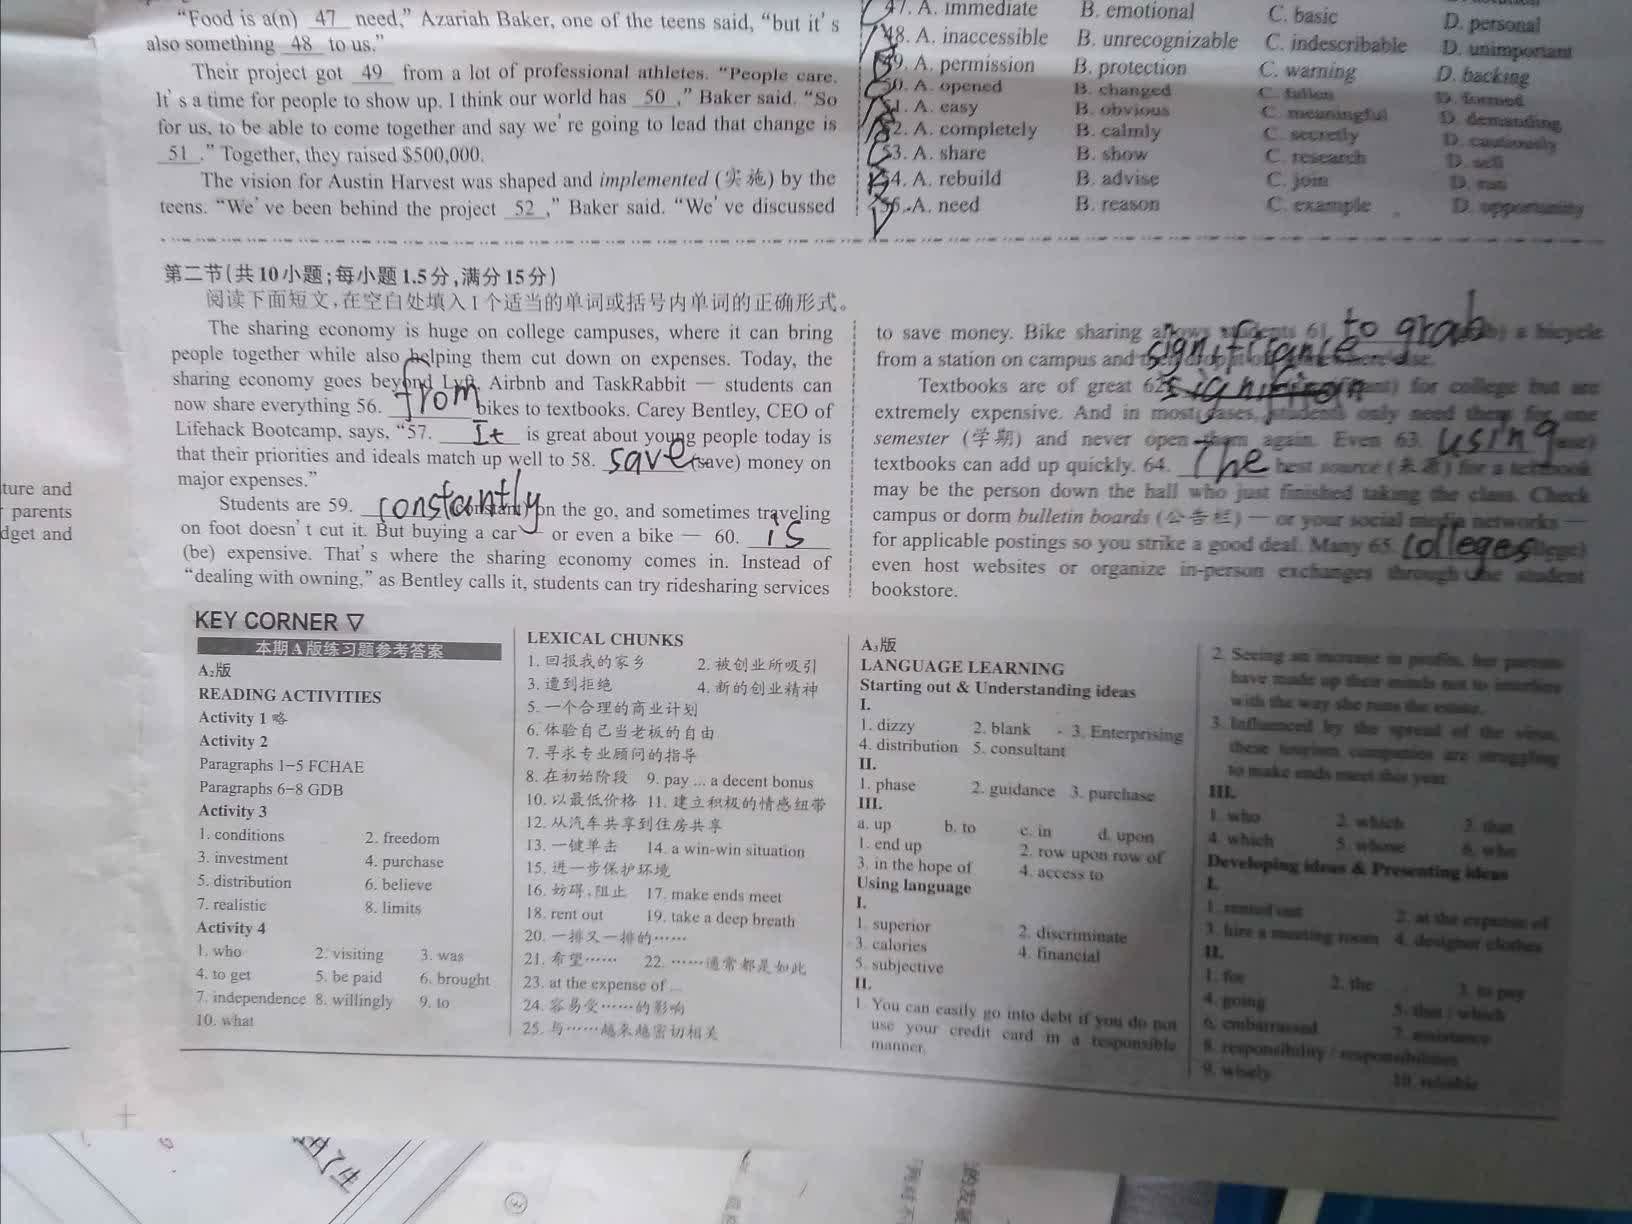 "Food is a(n) 47 need," Azariah Baker, one of the teens said, "but it's
also something 48 to us."
Their project got 49 from a lot of professional athletes. "People care.
It's a time for people to show up. I think our world has 50 ," Baker said. "So
for us, to be able to come together and say we're going to lead that change is
51 ." Together, they raised $500,000.
The vision for Austin Harvest was shaped and implemented (实施) by the
teens. "We've been behind the project 52 ," Baker said. "We've discussed
47. A. immediate B. emotional C. basic D. personal
48. A. inaccessible B. unrecognizable C. indescribable D. unimportant
49. A. permission B. protection C. warning D. backing
50. A. opened B. changed C. fallen D. formed
51. A. easy B. obvious C. meaningful D. demanding
52. A. completely B. calmly C. secretly D. cautiously
53. A. share B. show C. research D. sell
54. A. rebuild B. advise C. join D. run
55. A. need B. reason C. example D. opportunity
第二节(共10小题;每小题1.5分,满分15分)
阅读下面短文,在空白处填入1个适当的单词或括号内单词的正确形式。
The sharing economy is huge on college campuses, where it can bring
people together while also helping them cut down on expenses. Today, the
sharing economy goes beyond Lyft, Airbnb and TaskRabbit — students can
now share everything 56. from bikes to textbooks. Carey Bentley, CEO of
Lifehack Bootcamp, says, "57. It is great about young people today is
that their priorities and ideals match up well to 58. save (save) money on
major expenses."
Students are 59. constantly (constant) on the go, and sometimes traveling
on foot doesn't cut it. But buying a car — or even a bike — 60. is
(be) expensive. That's where the sharing economy comes in. Instead of
"dealing with owning," as Bentley calls it, students can try ridesharing services
to save money. Bike sharing allows students 61. to grab a bicycle
from a station on campus and significance
Textbooks are of great 62. for college but are
extremely expensive. And in most cases, students only need them for one
semester (学期) and never open them again. Even 63. using
textbooks can add up quickly. 64. The best source (来源) for a textbook
may be the person down the hall who just finished taking the class. Check
campus or dorm bulletin boards (公告栏) — or your social media networks —
for applicable postings so you strike a good deal. Many 65. colleges
even host websites or organize in-person exchanges through the student
bookstore.
ture and
parents
dget and
KEY CORNER ▽
本期A版练习题参考答案
A₂版
READING ACTIVITIES
Activity 1 略
Activity 2
Paragraphs 1-5 FCHAE
Paragraphs 6-8 GDB
Activity 3
1. conditions 2. freedom
3. investment 4. purchase
5. distribution 6. believe
7. realistic 8. limits
Activity 4
1. who 2. visiting 3. was
4. to get 5. be paid 6. brought
7. independence 8. willingly 9. to
10. what
LEXICAL CHUNKS
1. 回报我的家乡 2. 被创业所吸引
3. 遭到拒绝 4. 新的创业精神
5. 一个合理的商业计划
6. 体验自己当老板的自由
7. 寻求专业顾问的指导
8. 在初始阶段 9. pay ... a decent bonus
10. 以最低价格 11. 建立积极的情感纽带
12. 从汽车共享到住房共享
13. 一键单击 14. a win-win situation
15. 进一步保护环境
16. 妨碍,阻止 17. make ends meet
18. rent out 19. take a deep breath
20. 一排又一排的……
21. 希望…… 22. ……通常都是如此
23. at the expense of ...
24. 容易受……的影响
25. 与……越来越密切相关
A₃版
LANGUAGE LEARNING
Starting out & Understanding ideas
I.
1. dizzy 2. blank 3. Enterprising
4. distribution 5. consultant
II.
1. phase 2. guidance 3. purchase
III.
a. up b. to c. in d. upon
1. end up 2. row upon row of
3. in the hope of 4. access to
Using language
I.
1. superior 2. discriminate
3. calories 4. financial
5. subjective
II.
1. You can easily go into debt if you do not
use your credit card in a responsible
manner.
2. Seeing an increase in profits, her parents
have made up their minds not to interfere
with the way she runs the estate.
3. Influenced by the spread of the virus,
these tourism companies are struggling
to make ends meet this year.
III.
1. who 2. which 3. that
4. which 5. whose 6. who
Developing ideas & Presenting ideas
I.
1. rented out 2. at the expense of
3. hire a meeting room 4. designer clothes
II.
1. for 2. the 3. to pay
4. going 5. that / which
6. embarrassed 7. assistance
8. responsibility / responsibilities
9. wisely 10. reliable